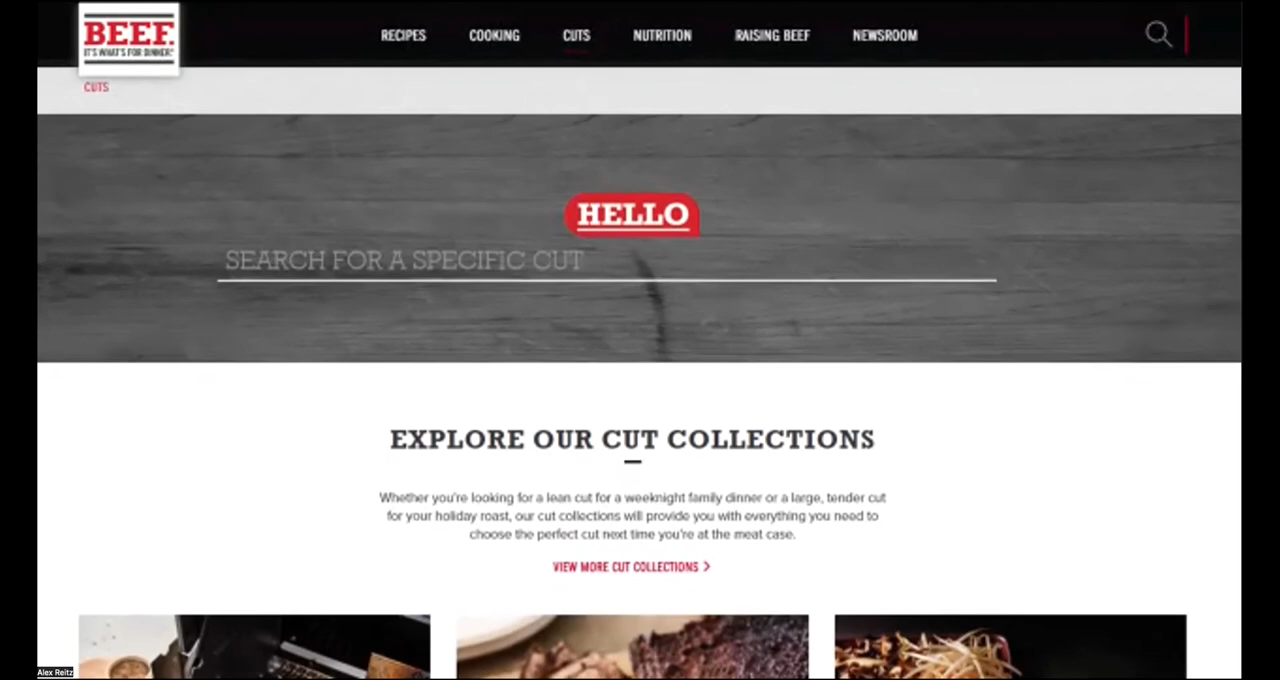 BEEF.
IT'S WHAT'S FOR DINNER.
RECIPES COOKING CUTS NUTRITION RAISING BEEF NEWSROOM
CUTS
HELLO
SEARCH FOR A SPECIFIC CUT
EXPLORE OUR CUT COLLECTIONS
Whether you're looking for a lean cut for a weeknight family dinner or a large, tender cut
for your holiday roast, our cut collections will provide you with everything you need to
choose the perfect cut next time you're at the meat case.
VIEW MORE CUT COLLECTIONS >
Alex Reitz